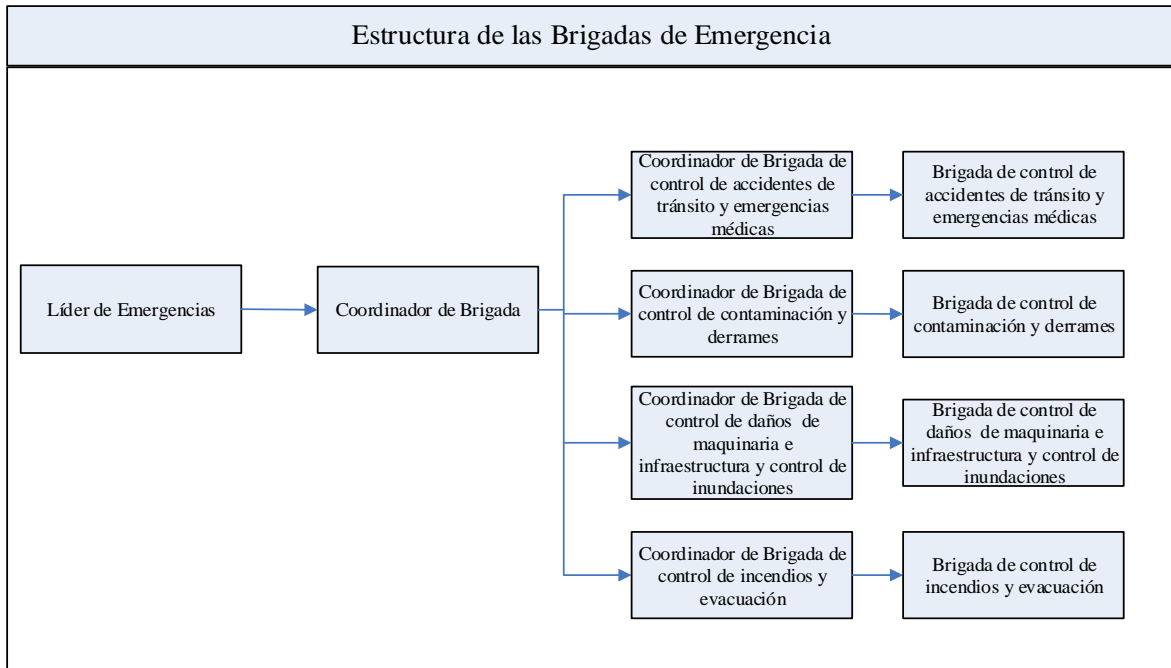 Estructura de las Brigadas de Emergencia
Líder de Emergencias
Coordinador de Brigada
Coordinador de Brigada de
control de accidentes de
tránsito y emergencias
médicas
Brigada de control de
accidentes de tránsito y
emergencias médicas
Coordinador de Brigada de
control de contaminación y
derrames
Brigada de control de
contaminación y derrames
Coordinador de Brigada de
control de daños de
maquinaria e
infraestructura y control de
inundaciones
Brigada de control de
daños de maquinaria e
infraestructura y control de
inundaciones
Coordinador de Brigada de
control de incendios y
evacuación
Brigada de control de
incendios y evacuación